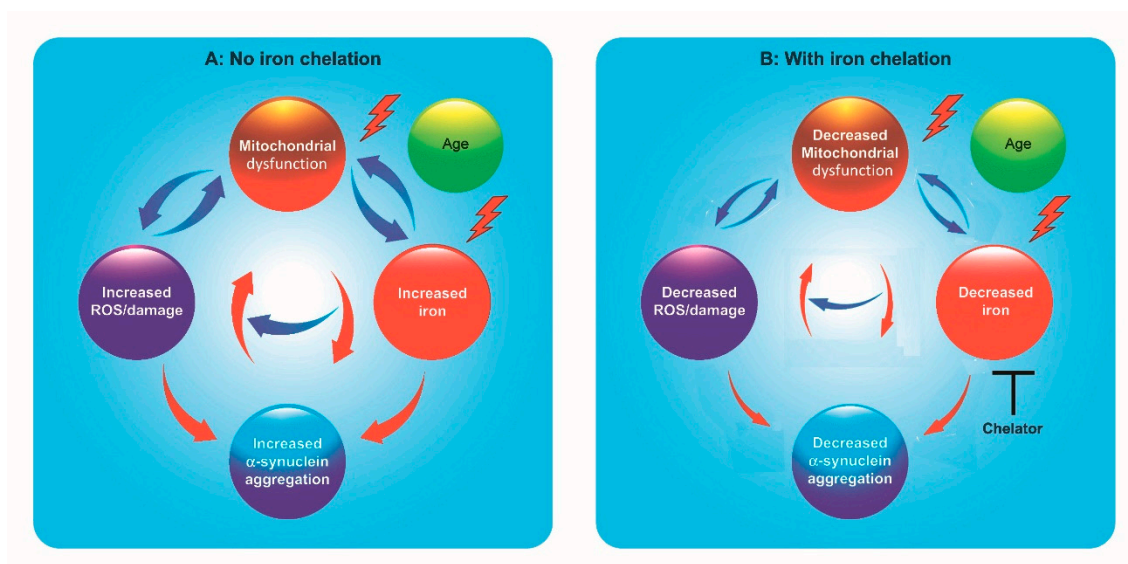 A: No iron chelation
Mitochondrial
dysfunction
Age
Increased
ROS/damage
Increased
iron
Increased
α-synuclein
aggregation
B: With iron chelation
Decreased
Mitochondrial
dysfunction
Age
Decreased
ROS/damage
Decreased
iron
Chelator
Decreased
α-synuclein
aggregation